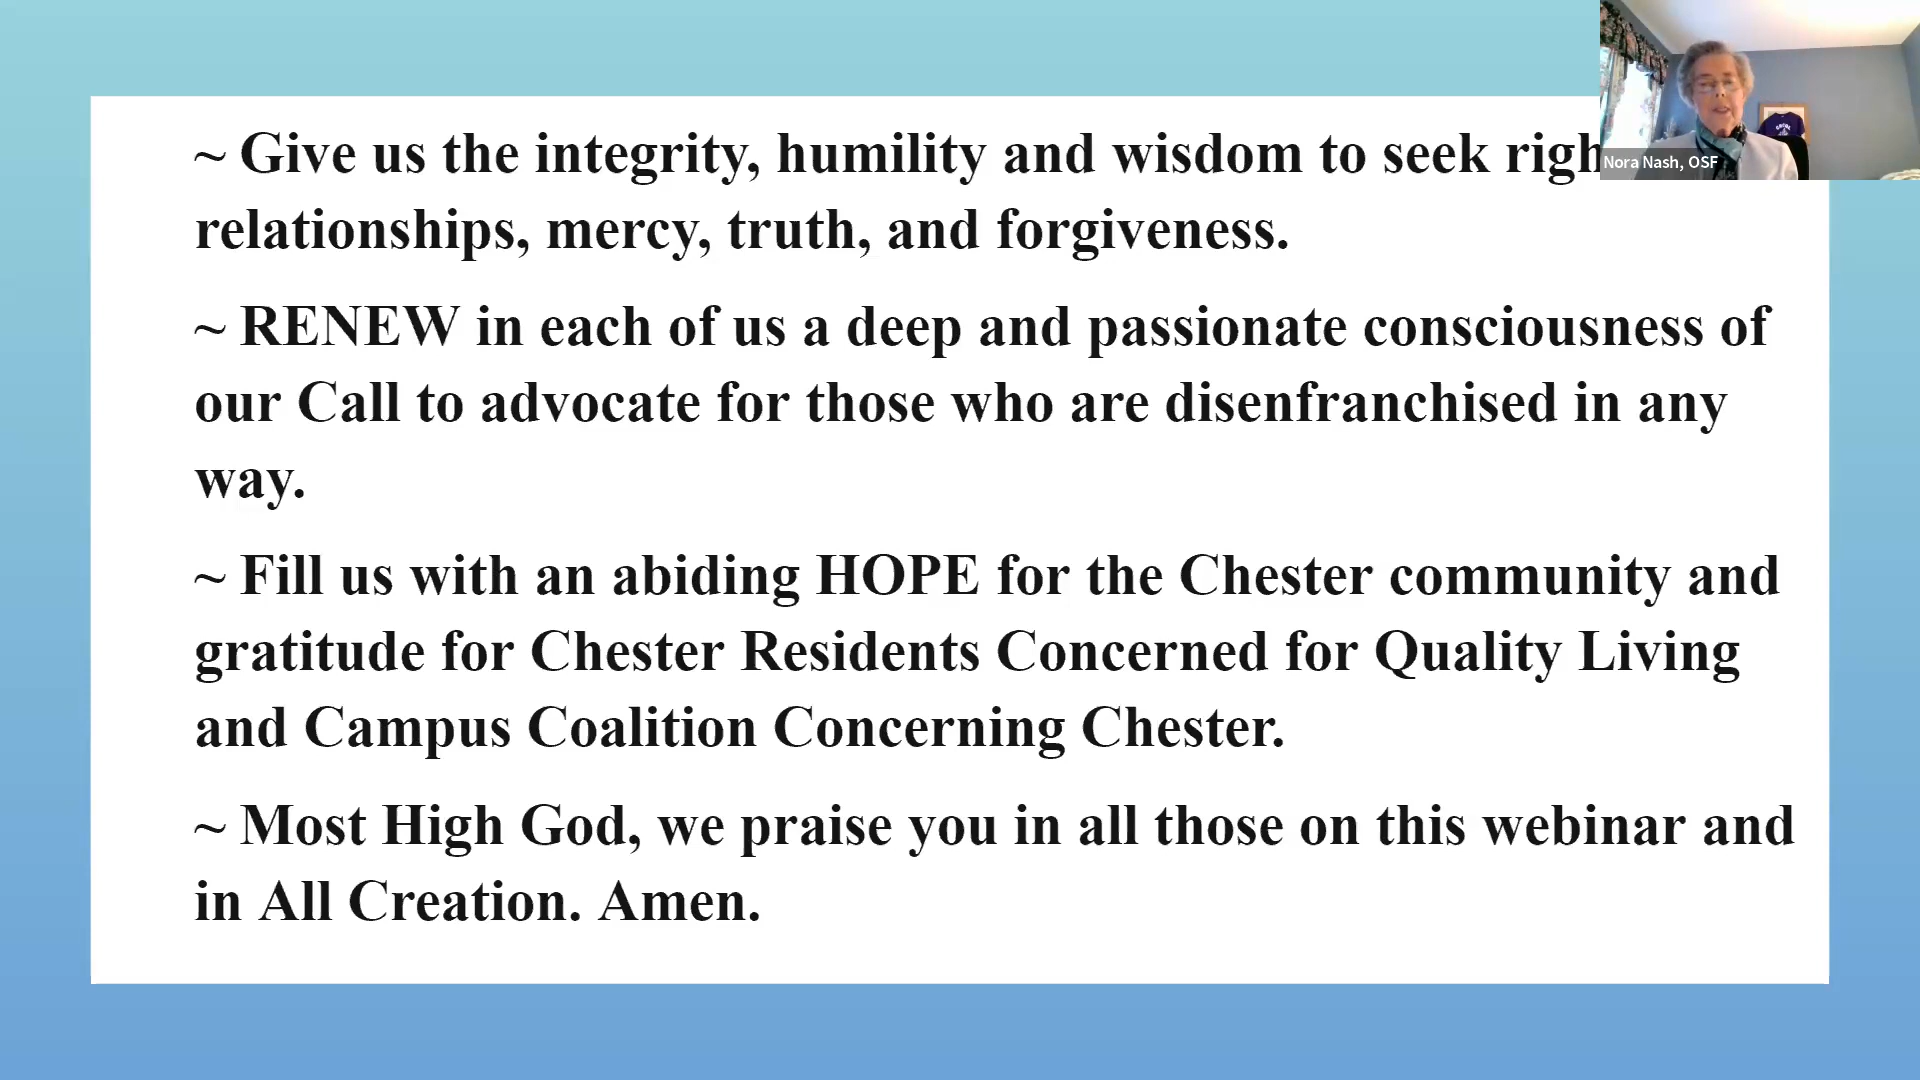 ~ Give us the integrity, humility and wisdom to seek righ
relationships, mercy, truth, and forgiveness.
~ RENEW in each of us a deep and passionate consciousness of
our Call to advocate for those who are disenfranchised in any
way.
~ Fill us with an abiding HOPE for the Chester community and
gratitude for Chester Residents Concerned for Quality Living
and Campus Coalition Concerning Chester.
~ Most High God, we praise you in all those on this webinar and
in All Creation. Amen.
Nora Nash, OSF